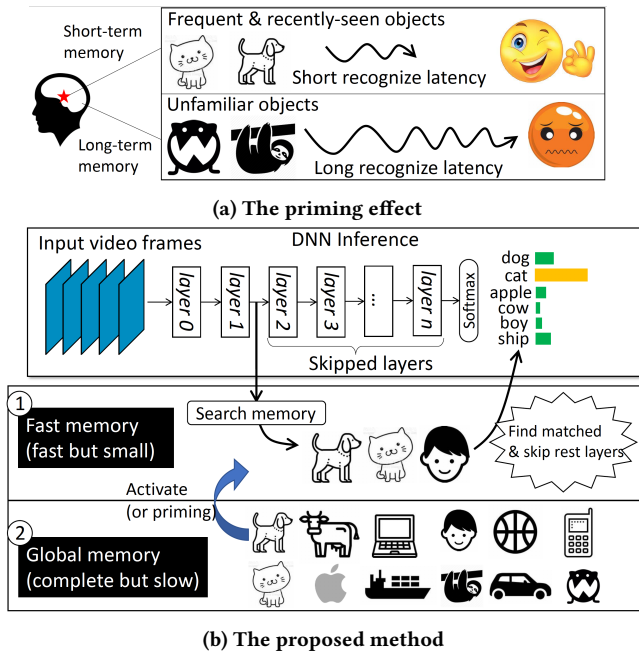 Short-term
memory
Long-term
memory
Frequent & recently-seen objects
Short recognize latency
Unfamiliar objects
Long recognize latency
(a) The priming effect
Input video frames
DNN Inference
layer 0
layer 1
layer 2
layer 3
...
layer n
Softmax
Skipped layers
dog
cat
apple
cow
boy
ship
1
Fast memory
(fast but small)
Search memory
Find matched
& skip rest layers
Activate
(or priming)
2
Global memory
(complete but slow)
(b) The proposed method